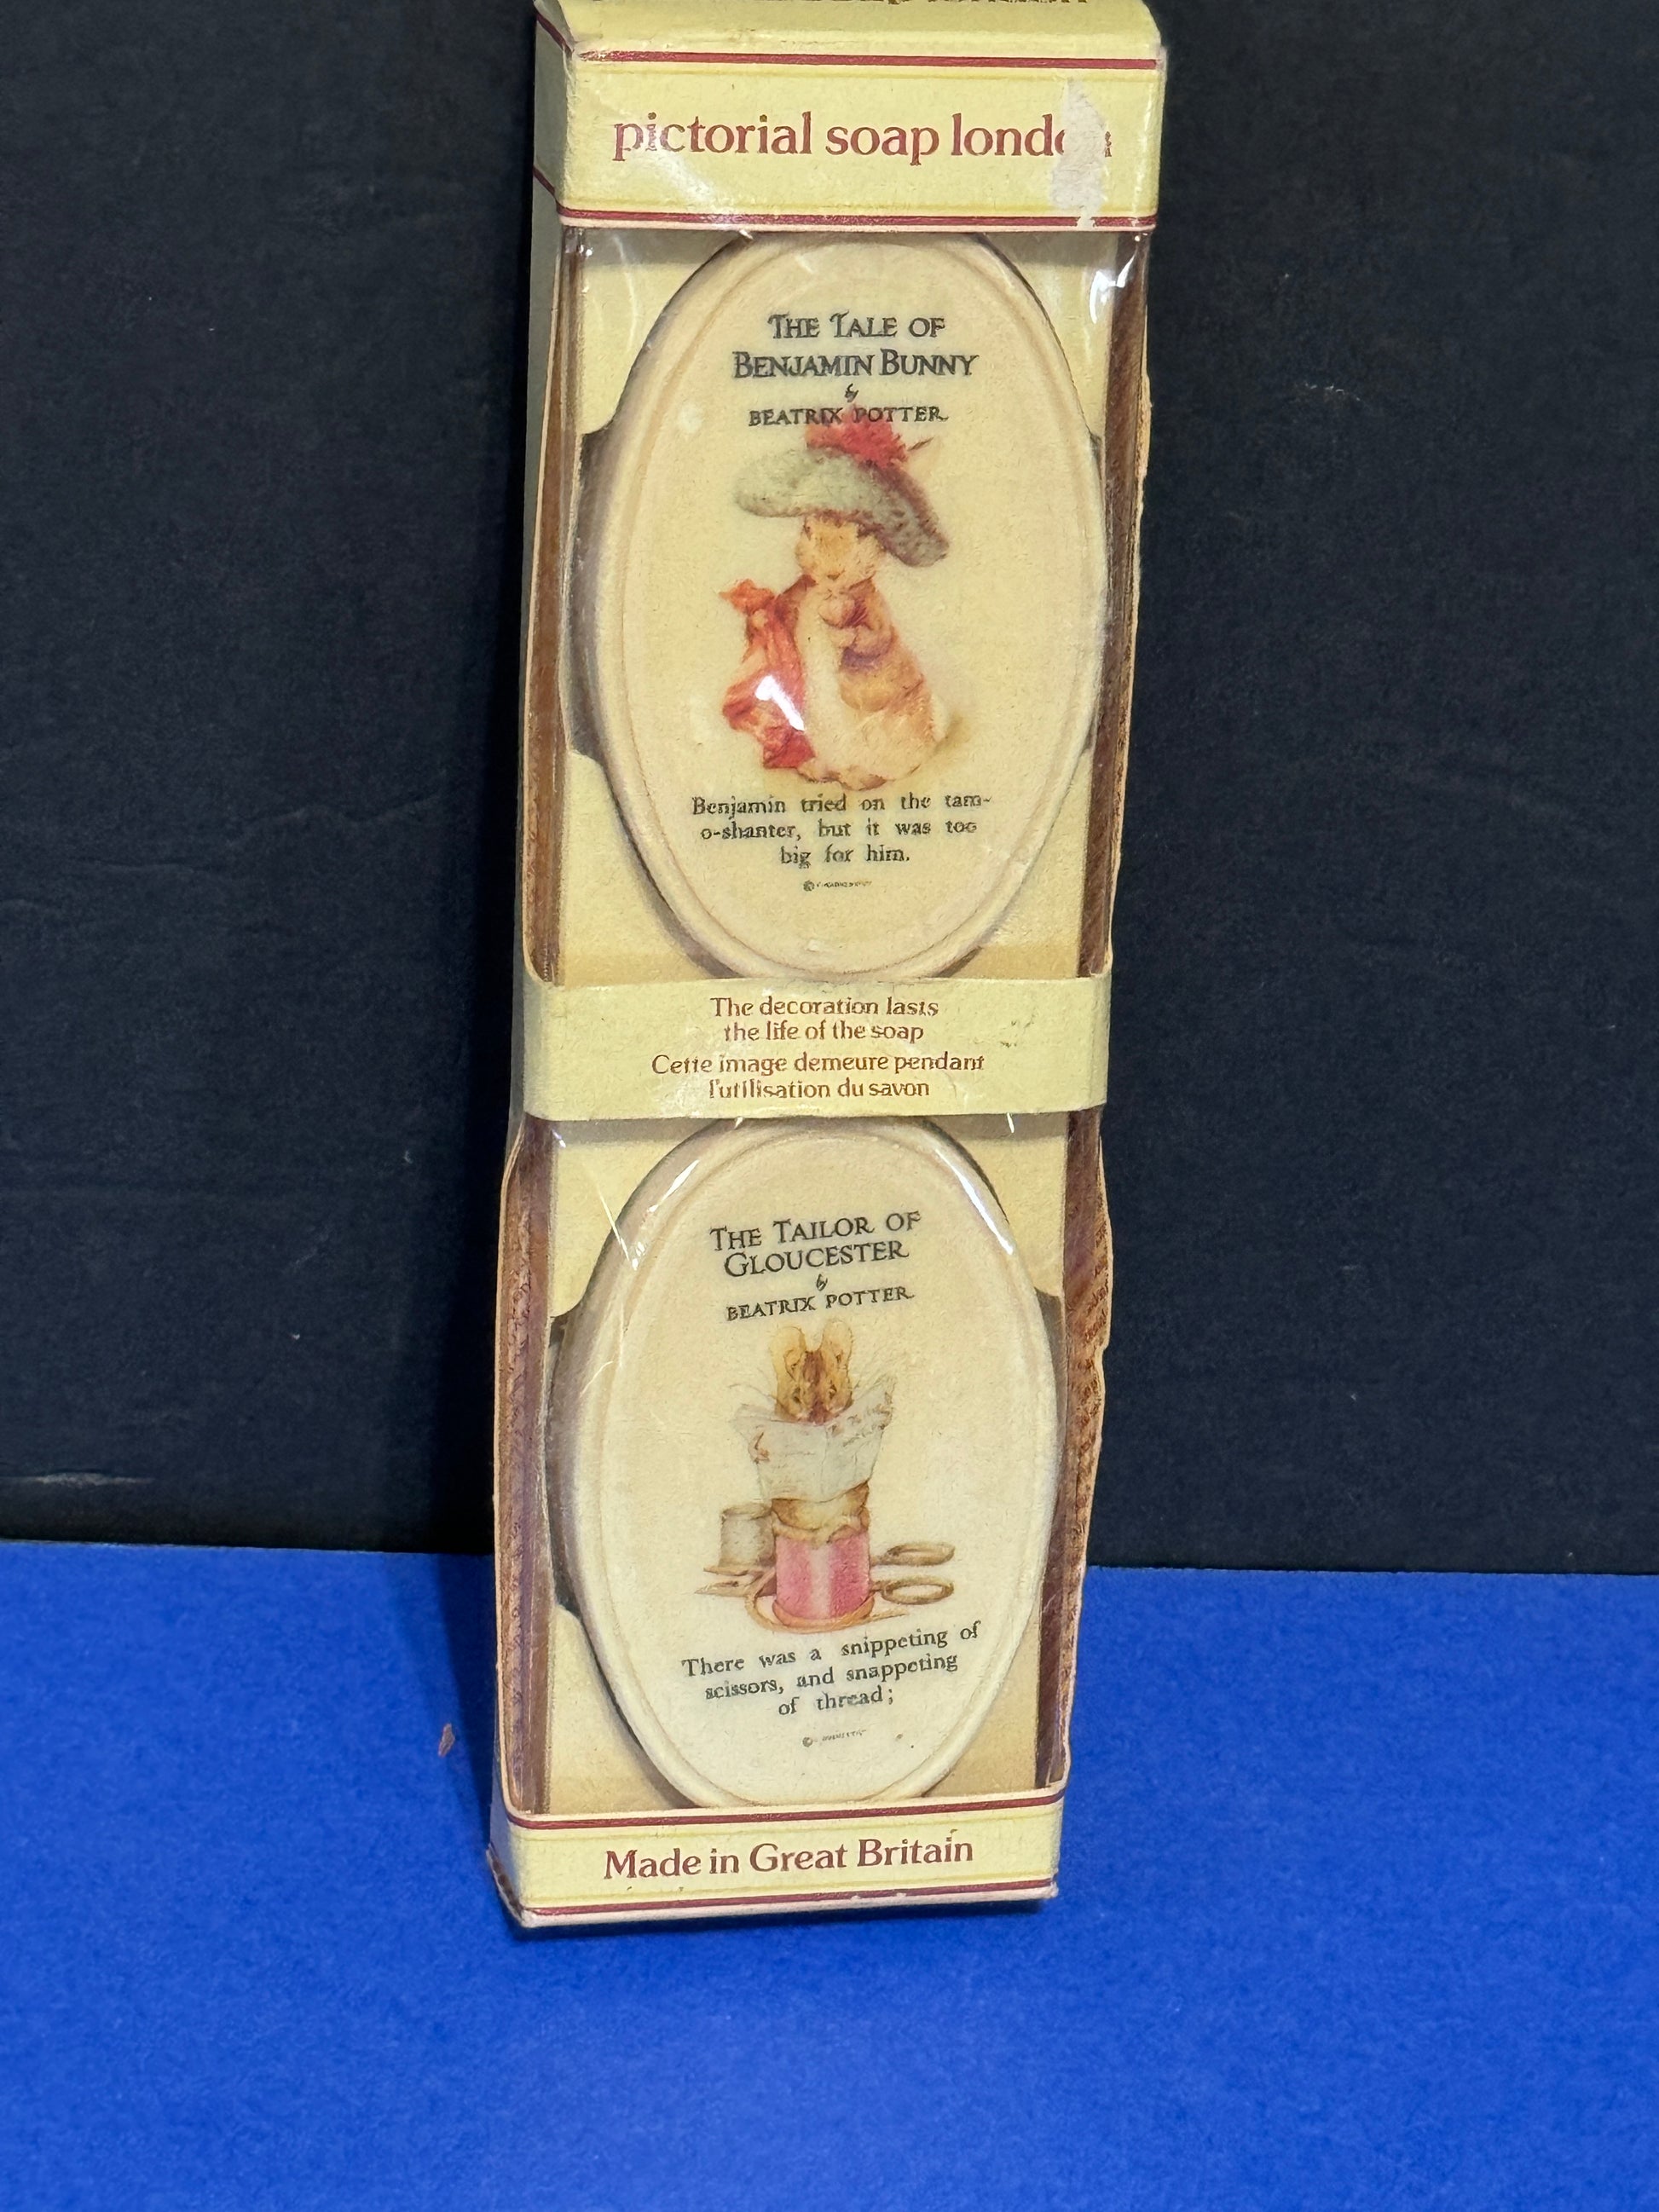 pictorial soap lond
THE TALE OF
BENJAMIN BUNNY
by
BEATRIX POTTER
Benjamin tried on the tam-
o-shanter, but it was too
big for him.
©
The decoration lasts
the life of the soap
Cette image demeure pendant
l'utilisation du savon
THE TAILOR OF
GLOUCESTER
by
BEATRIX POTTER
There was a snippeting of
scissors, and snappeting
of thread;
©
Made in Great Britain